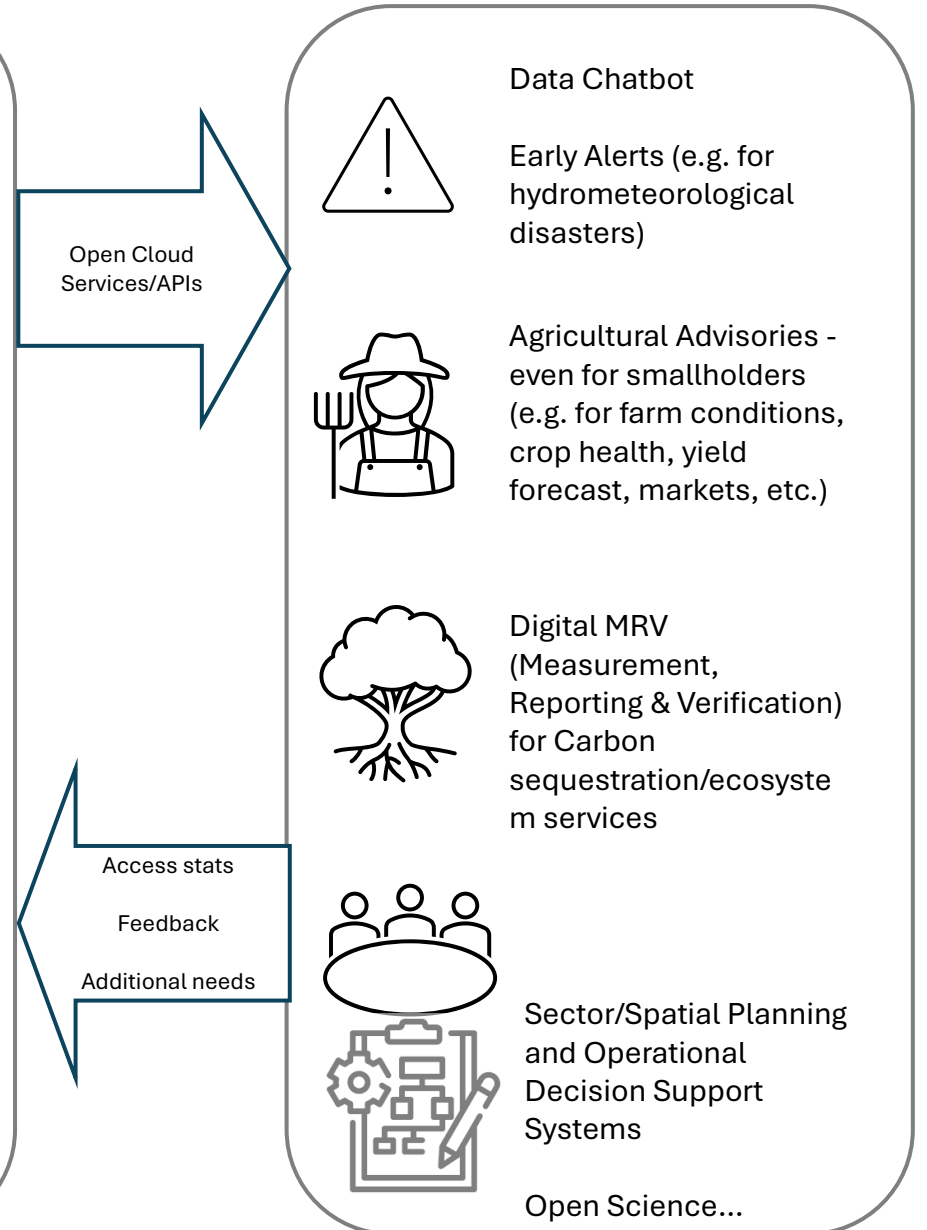 Open Cloud
Services/APIs
Data Chatbot
Early Alerts (e.g. for
hydrometeorological
disasters)
Agricultural Advisories -
even for smallholders
(e.g. for farm conditions,
crop health, yield
forecast, markets, etc.)
Digital MRV
(Measurement,
Reporting & Verification)
for Carbon
sequestration/ecosyste
m services
Access stats
Feedback
Additional needs
Sector/Spatial Planning
and Operational
Decision Support
Systems
Open Science...